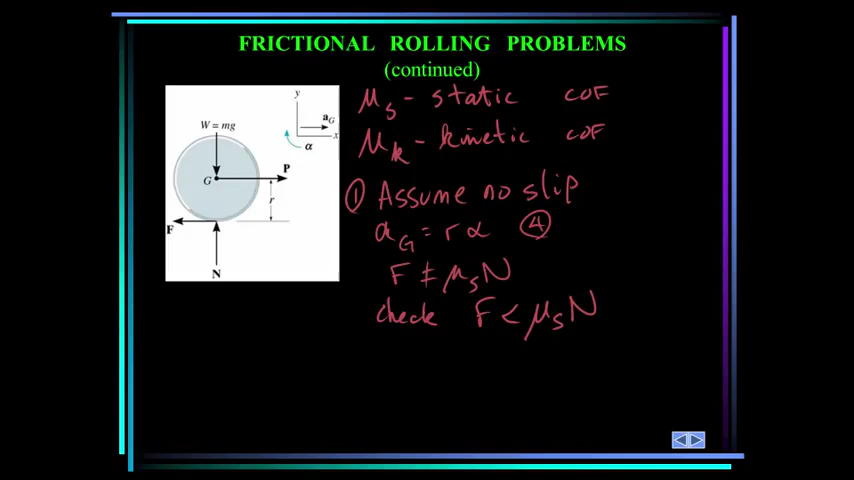 FRICTIONAL ROLLING PROBLEMS
(continued)
W = mg
y
a_G
x
α
G
P
r
F
N
μ_s - static COF
μ_k - kinetic COF
① Assume no slip
a_G = r α ④
F ≠ μ_s N
check F < μ_s N